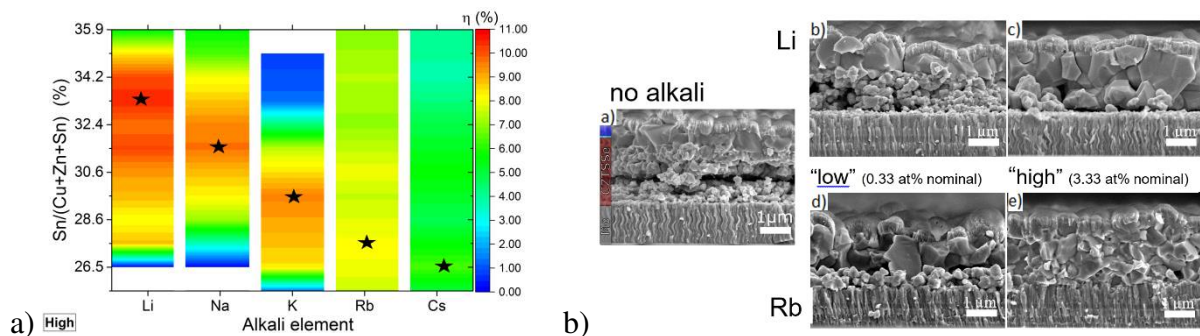 a)
High
Sn/(Cu+Zn+Sn) (%)
35.9
34.2
32.4
31.6
30.6
28.6
26.5
Li
Na
K
Rb
Cs
Alkali element
η (%)
11.00
10.00
9.00
8.00
7.00
6.00
5.00
4.00
3.00
2.00
1.00
0.00
b)
no alkali
a)
CZTSSe
1µm
Li
b)
1 µm
c)
1 µm
"low" (0.33 at% nominal)
"high" (3.33 at% nominal)
Rb
d)
1 µm
e)
1 µm